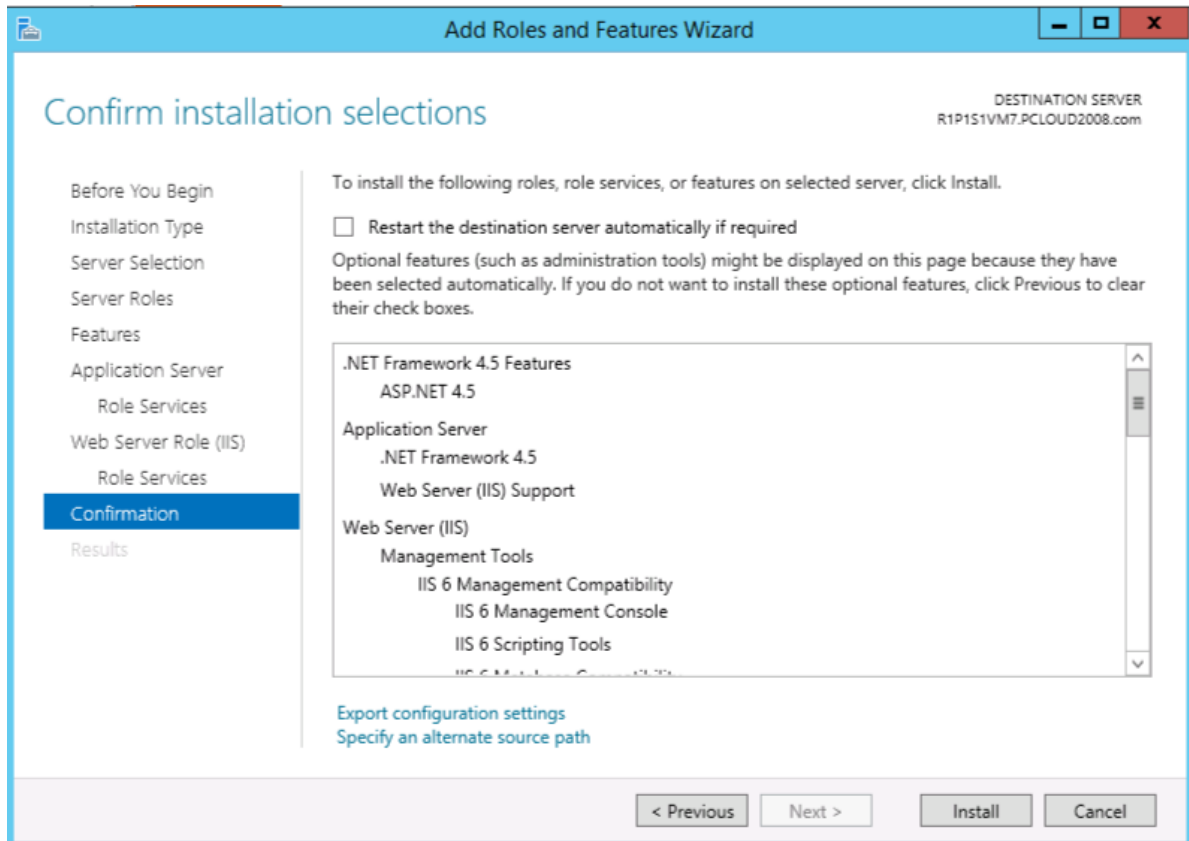 Add Roles and Features Wizard
Confirm installation selections
DESTINATION SERVER
R1P1S1VM7.PCLOUD2008.com
Before You Begin
Installation Type
Server Selection
Server Roles
Features
Application Server
Role Services
Web Server Role (IIS)
Role Services
Confirmation
Results
To install the following roles, role services, or features on selected server, click Install.
Restart the destination server automatically if required
Optional features (such as administration tools) might be displayed on this page because they have
been selected automatically. If you do not want to install these optional features, click Previous to clear
their check boxes.
.NET Framework 4.5 Features
ASP.NET 4.5
Application Server
.NET Framework 4.5
Web Server (IIS) Support
Web Server (IIS)
Management Tools
IIS 6 Management Compatibility
IIS 6 Management Console
IIS 6 Scripting Tools
IIS 6 Metabase Compatibility
Export configuration settings
Specify an alternate source path
< Previous
Next >
Install
Cancel